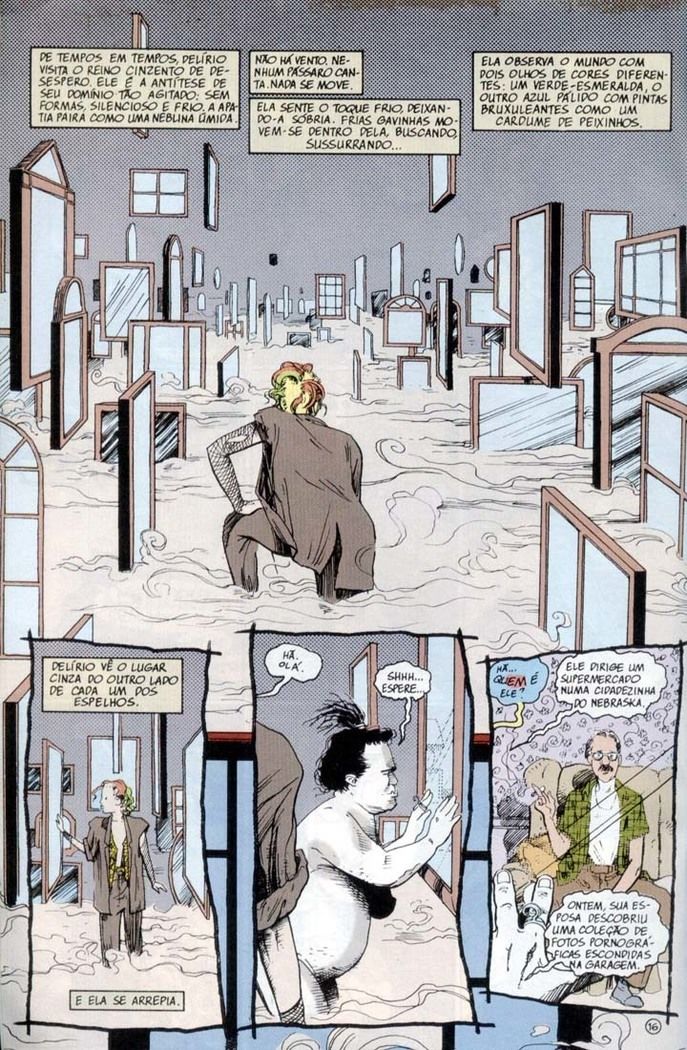 DE TEMPOS EM TEMPOS, DELÍRIO
VISITA O REINO CINZENTO DE DE-
SESPERO. ELE É A ANTÍTESE DE
SEU DOMÍNIO TÃO AGITADO: SEM
FORMAS, SILENCIOSO E FRIO. A APA-
TIA PAIRA COMO UMA NEBLINA ÚMIDA.
NÃO HÁ VENTO. NE-
NHUM PÁSSARO CAN-
TA. NADA SE MOVE.
ELA SENTE O TOQUE FRIO, DEIXAN-
DO-A SÓBRIA. FRIAS GAVINHAS MO-
VEM-SE DENTRO DELA, BUSCANDO,
SUSSURRANDO...
ELA OBSERVA O MUNDO COM
DOIS OLHOS DE CORES DIFEREN-
TES: UM VERDE-ESMERALDA, O
OUTRO AZUL PÁLIDO COM PINTAS
BRUXULEANTES COMO UM
CARDUME DE PEIXINHOS.
DELÍRIO VÊ O LUGAR
CINZA DO OUTRO LADO
DE CADA UM DOS
ESPELHOS.
E ELA SE ARREPIA.
HÃ.
OLÁ.
SHHH...
ESPERE...
HÃ...
QUEM É
ELE?
ELE DIRIGE UM
SUPERMERCADO
NUMA CIDADEZINHA
DO NEBRASKA.
ONTEM, SUA ES-
POSA DESCOBRIU
UMA COLEÇÃO DE
FOTOS PORNOGRÁ-
FICAS ESCONDIDAS
NA GARAGEM.
16